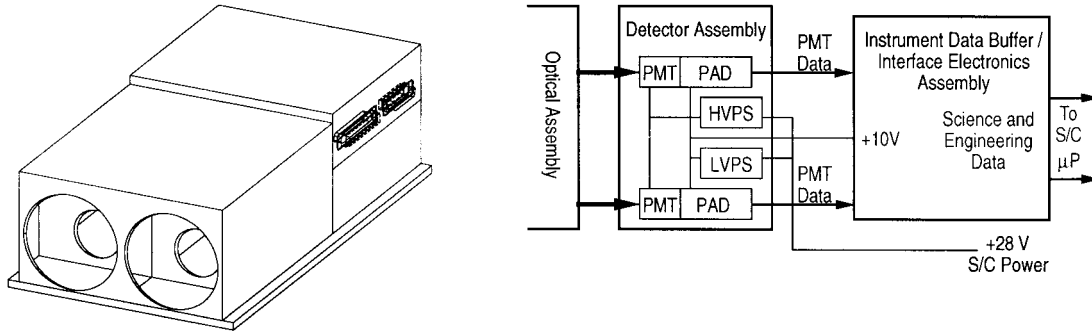 Optical Assembly
Detector Assembly
PMT PAD
HVPS
LVPS
PMT PAD
PMT
Data
+10V
PMT
Data
Instrument Data Buffer /
Interface Electronics
Assembly
Science and
Engineering
Data
To
S/C
μP
+28 V
S/C Power